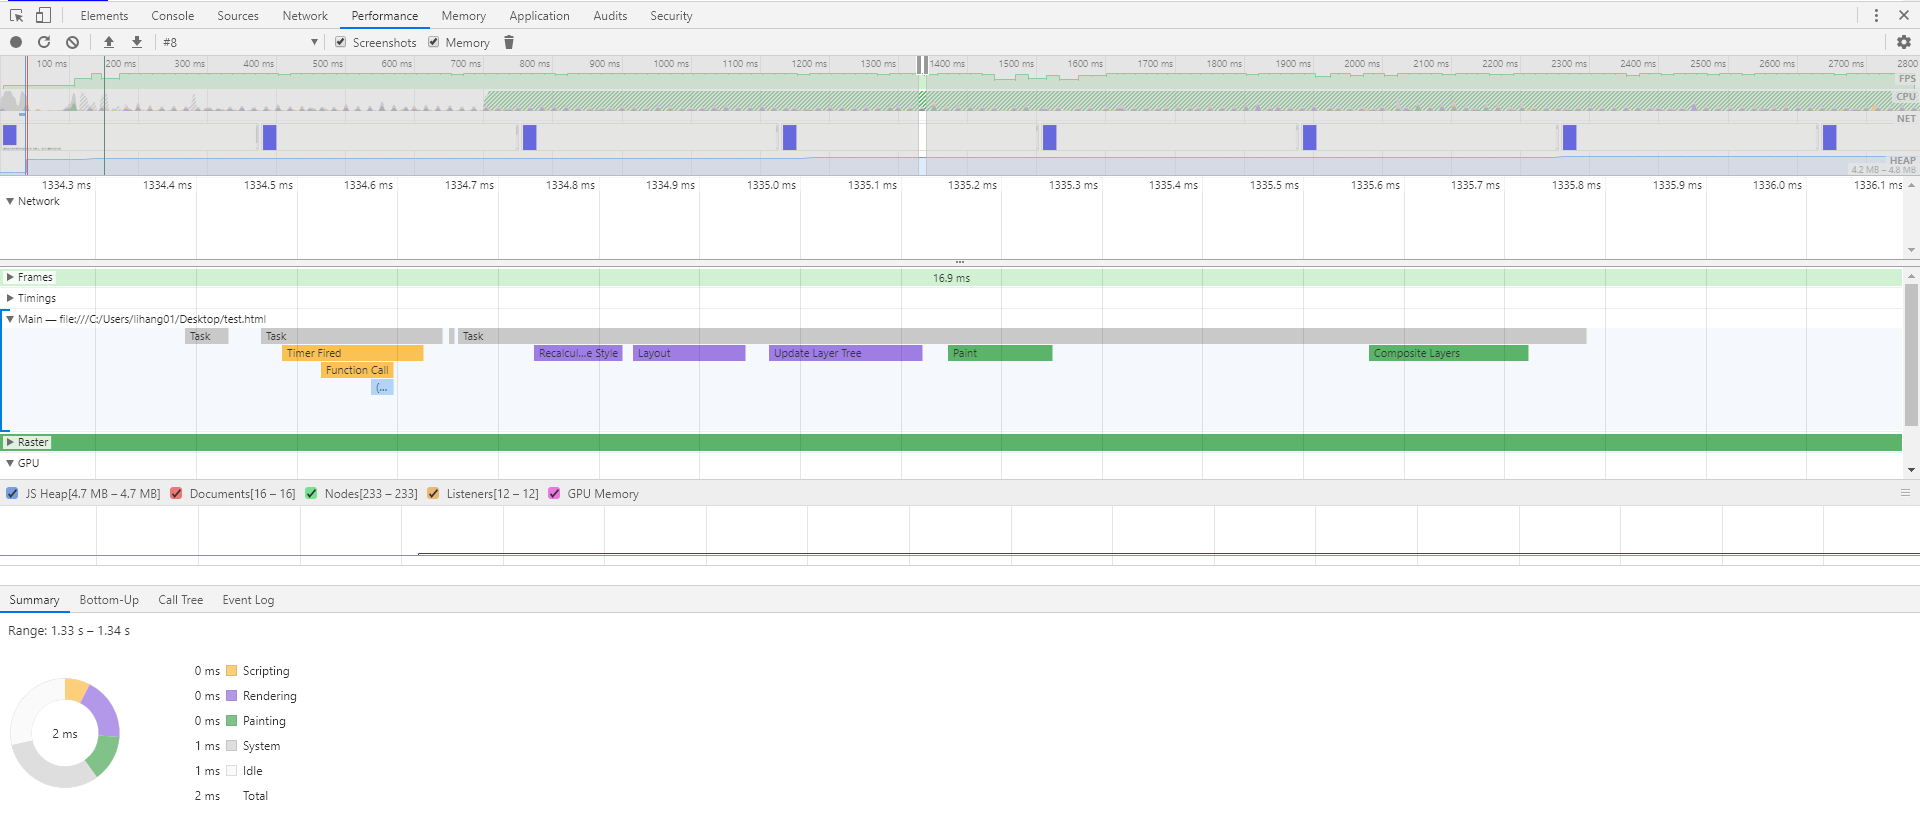 Elements Console Sources Network Performance Memory Application Audits Security
#8 Screenshots Memory
100 ms 200 ms 300 ms 400 ms 500 ms 600 ms 700 ms 800 ms 900 ms 1000 ms 1100 ms 1200 ms 1300 ms 1400 ms 1500 ms 1600 ms 1700 ms 1800 ms 1900 ms 2000 ms 2100 ms 2200 ms 2300 ms 2400 ms 2500 ms 2600 ms 2700 ms 2800
FPS
CPU
NET
HEAP
4.2 MB – 4.8 MB
1334.3 ms 1334.4 ms 1334.5 ms 1334.6 ms 1334.7 ms 1334.8 ms 1334.9 ms 1335.0 ms 1335.1 ms 1335.2 ms 1335.3 ms 1335.4 ms 1335.5 ms 1335.6 ms 1335.7 ms 1335.8 ms 1335.9 ms 1336.0 ms 1336.1 ms
Network
...
Frames 16.9 ms
Timings
Main — file:///C:/Users/lihang01/Desktop/test.html
Task Task Task
Timer Fired Recalcul...e Style Layout Update Layer Tree Paint Composite Layers
Function Call
(...
Raster
GPU
JS Heap[4.7 MB – 4.7 MB] Documents[16 – 16] Nodes[233 – 233] Listeners[12 – 12] GPU Memory
Summary Bottom-Up Call Tree Event Log
Range: 1.33 s – 1.34 s
0 ms Scripting
0 ms Rendering
0 ms Painting
2 ms
1 ms System
1 ms Idle
2 ms Total